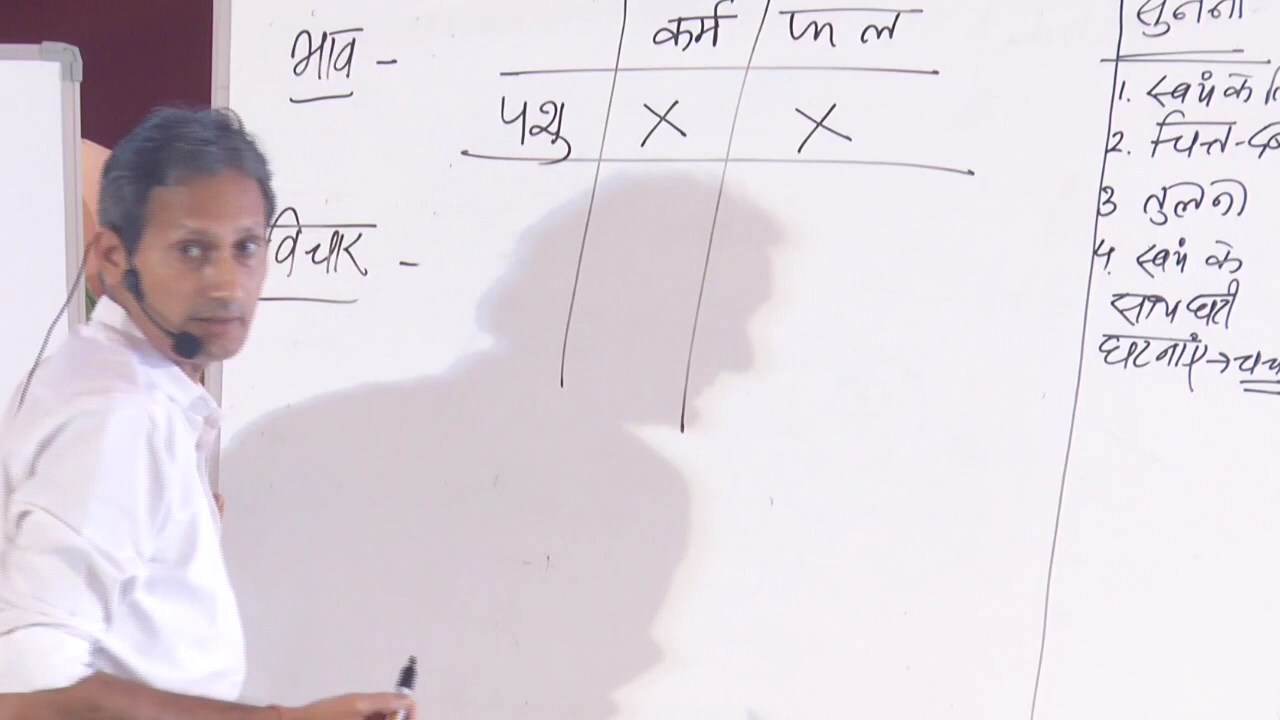 भाव -
कर्म फल
पशु X X
विचार -
सुनना
1. स्वयं के
2. चित्त-
3 तुलना
4. स्वयं के
साथ घटी
घटनाएं →